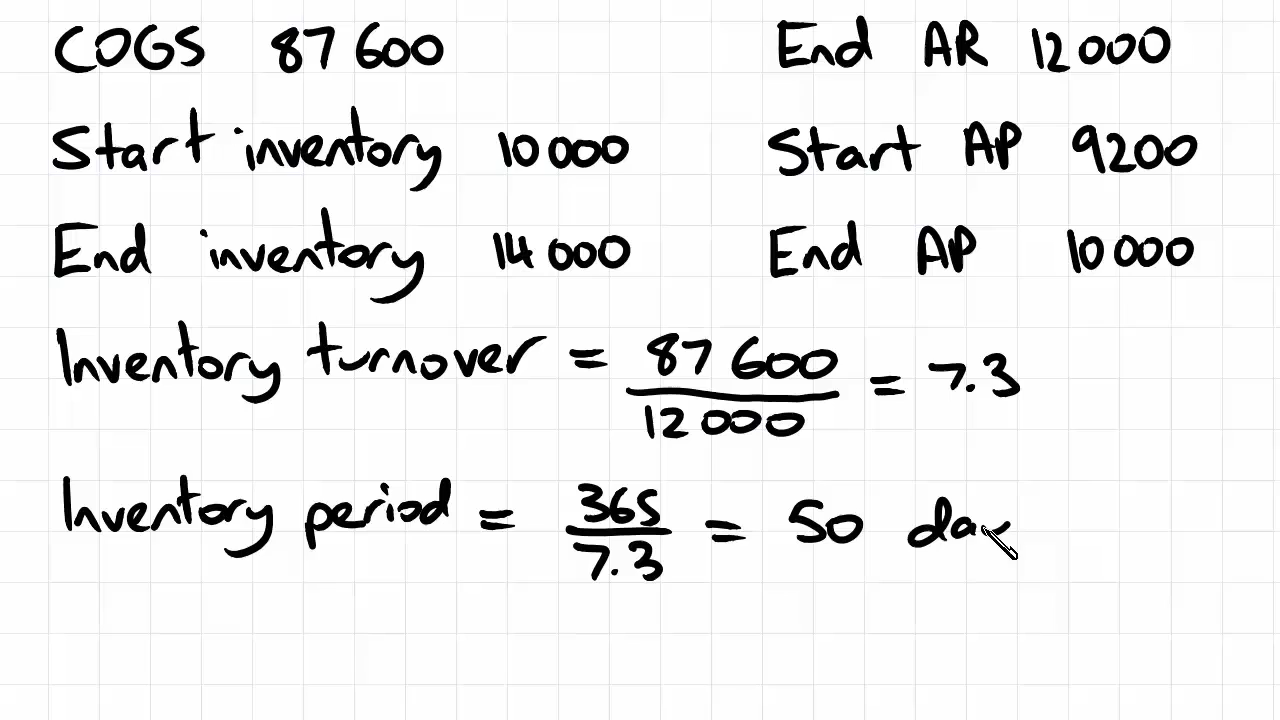 COGS 87 600 End AR 12 000
Start inventory 10 000 Start AP 9200
End inventory 14 000 End AP 10 000
Inventory turnover = 87 600 / 12 000 = 7.3
Inventory period = 365 / 7.3 = 50 day